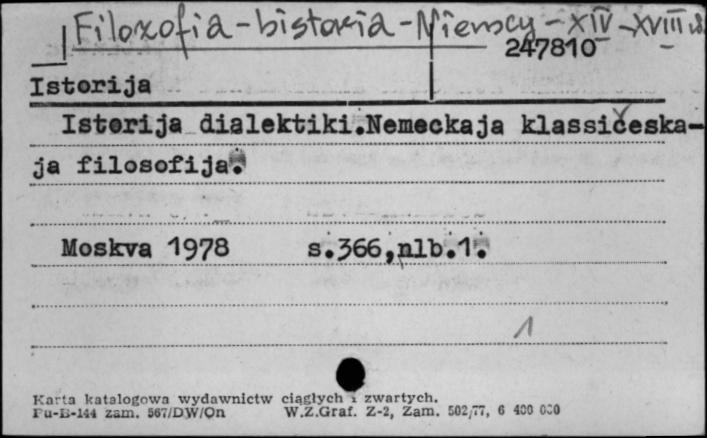 Filozofia-historia-Niemcy-XIV-XVIII w.
247810
Istorija
Istorija dialektiki.Nemeckaja klassičeska-
ja filosofija.
Moskva 1978 s.366,nlb.1.
1
Karta katalogowa wydawnictw ciągłych i zwartych.
Pu-B-144 zam. 567/DW/On W.Z.Graf. Z-2, Zam. 502/77, 6 400 000